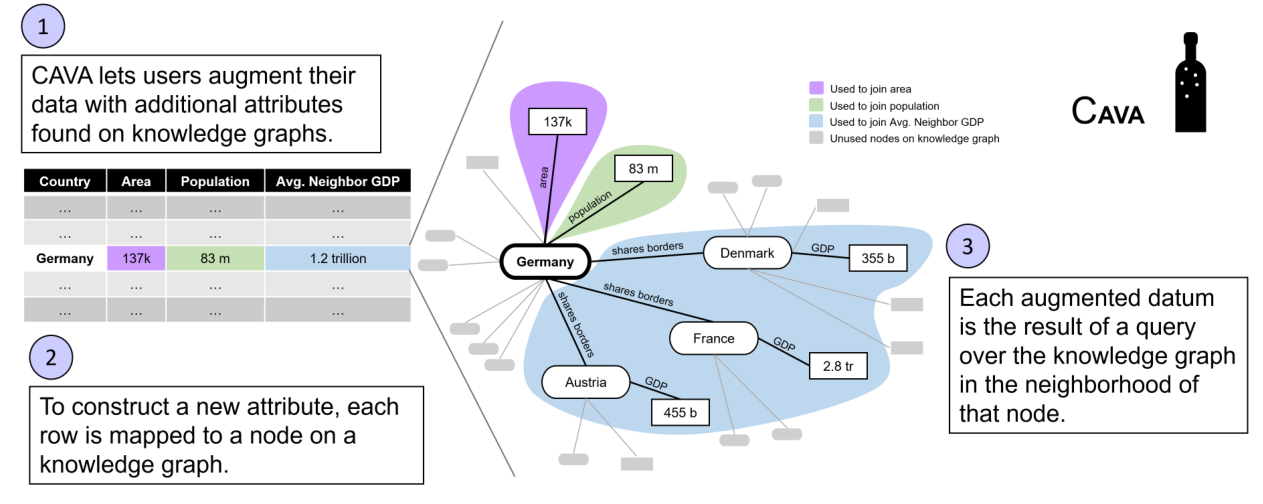 1
CAVA lets users augment their
data with additional attributes
found on knowledge graphs.
Country Area Population Avg. Neighbor GDP
… … … …
… … … …
Germany 137k 83 m 1.2 trillion
… … … …
… … … …
2
To construct a new attribute, each
row is mapped to a node on a
knowledge graph.
137k
area
83 m
population
Germany
shares borders
Denmark
GDP
355 b
shares borders
France
GDP
2.8 tr
shares borders
Austria
GDP
455 b
Used to join area
Used to join population
Used to join Avg. Neighbor GDP
Unused nodes on knowledge graph
CAVA
3
Each augmented datum
is the result of a query
over the knowledge graph
in the neighborhood of
that node.